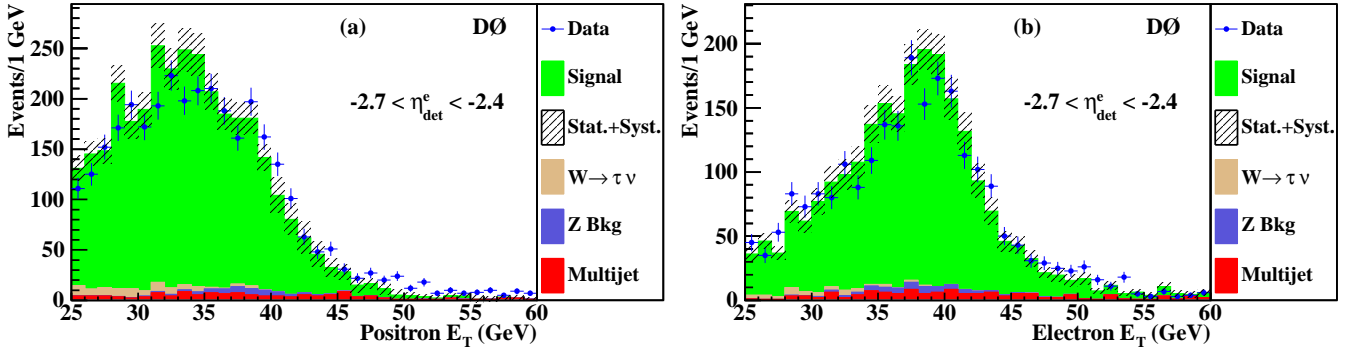 Events/1 GeV
250
200
150
100
50
0
(a)
DØ
-2.7 < η^e_det < -2.4
25 30 35 40 45 50 55 60
Positron E_T (GeV)
Data
Signal
Stat.+Syst.
W→ τ ν
Z Bkg
Multijet
Events/1 GeV
200
150
100
50
0
(b)
DØ
-2.7 < η^e_det < -2.4
25 30 35 40 45 50 55 60
Electron E_T (GeV)
Data
Signal
Stat.+Syst.
W→ τ ν
Z Bkg
Multijet